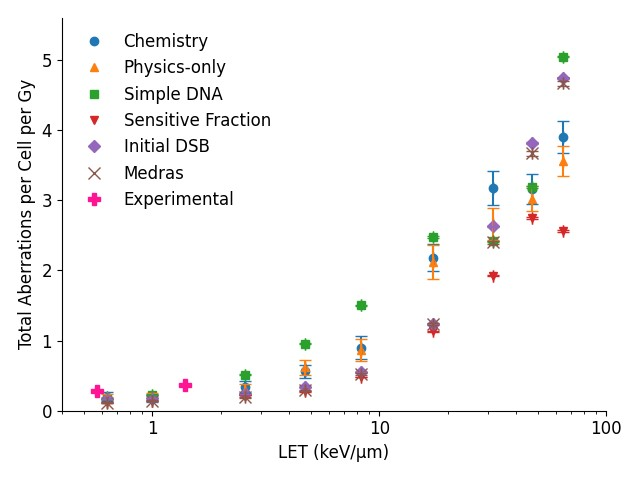 Total Aberrations per Cell per Gy
5
4
3
2
1
0
Chemistry
Physics-only
Simple DNA
Sensitive Fraction
Initial DSB
Medras
Experimental
1
10
100
LET (keV/μm)